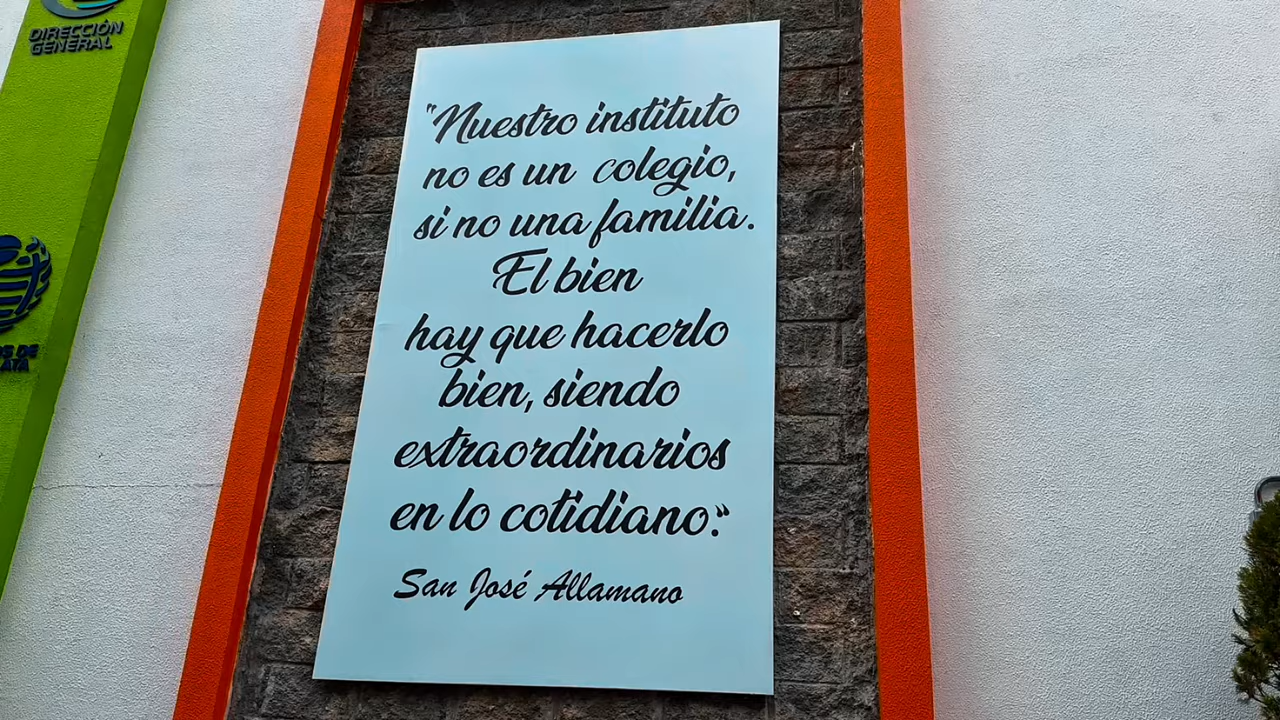 DIRECCIÓN
GENERAL
"Nuestro instituto
no es un colegio,
si no una familia.
El bien
hay que hacerlo
bien, siendo
extraordinarios
en lo cotidiano."
San José Allamano